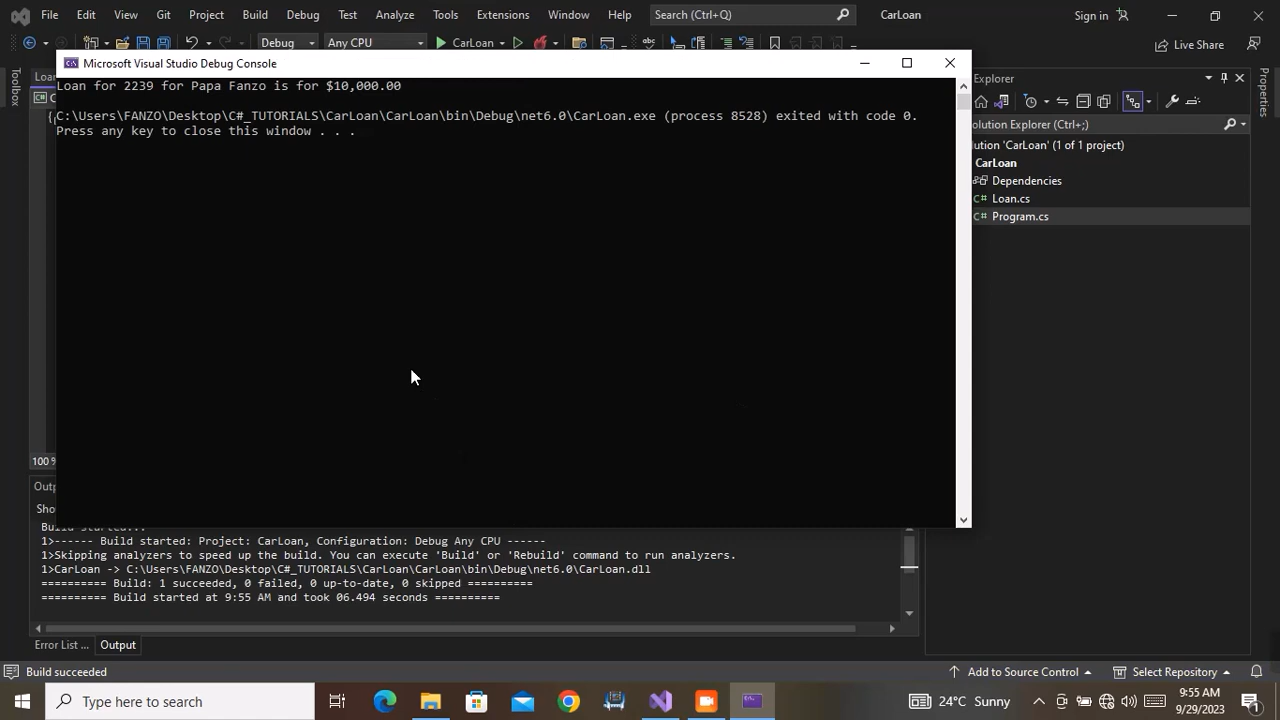 File Edit View Git Project Build Debug Test Analyze Tools Extensions Window Help Search (Ctrl+Q) CarLoan Sign in
Debug Any CPU CarLoan Live Share
Microsoft Visual Studio Debug Console
Loan for 2239 for Papa Fanzo is for $10,000.00
C:\Users\FANZO\Desktop\C#_TUTORIALS\CarLoan\CarLoan\bin\Debug\net6.0\CarLoan.exe (process 8528) exited with code 0.
Press any key to close this window . . .
Toolbox
Loa
100 %
Explorer
olution Explorer (Ctrl+;)
lution 'CarLoan' (1 of 1 project)
CarLoan
Dependencies
C# Loan.cs
C# Program.cs
Properties
Outp
Sho
Build started...
1>------ Build started: Project: CarLoan, Configuration: Debug Any CPU ------
1>Skipping analyzers to speed up the build. You can execute 'Build' or 'Rebuild' command to run analyzers.
1>CarLoan -> C:\Users\FANZO\Desktop\C#_TUTORIALS\CarLoan\CarLoan\bin\Debug\net6.0\CarLoan.dll
========== Build: 1 succeeded, 0 failed, 0 up-to-date, 0 skipped ==========
========== Build started at 9:55 AM and took 06.494 seconds ==========
Error List ... Output
Build succeeded Add to Source Control Select Repository
Type here to search 24°C Sunny 9:55 AM
9/29/2023